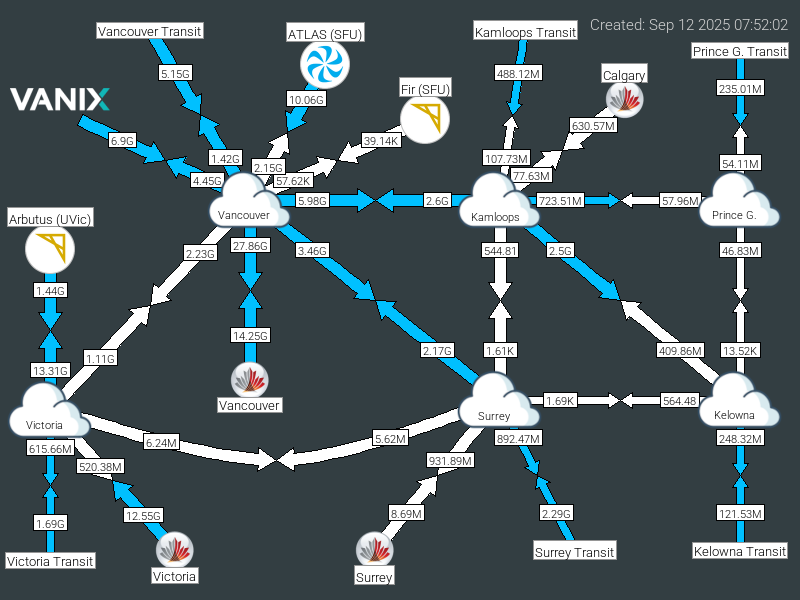 Created: Sep 12 2025 07:52:02
Vancouver Transit
ATLAS (SFU)
Kamloops Transit
Prince G. Transit
5.15G
488.12M
Calgary
235.01M
VANIX
10.06G
Fir (SFU)
630.57M
6.9G
39.14K
1.42G
107.73M
54.11M
4.45G
2.15G
57.62K
77.63M
5.98G
2.6G
723.51M
57.96M
Vancouver
Kamloops
Prince G.
Arbutus (UVic)
2.23G
27.86G
3.46G
544.81
2.5G
46.83M
1.44G
14.25G
1.11G
2.17G
1.61K
409.86M
13.52K
13.31G
Vancouver
Victoria
Surrey
Kelowna
1.69K
564.48
6.24M
5.62M
615.66M
520.38M
931.89M
892.47M
248.32M
1.69G
12.55G
8.69M
2.29G
121.53M
Victoria Transit
Victoria
Surrey
Surrey Transit
Kelowna Transit